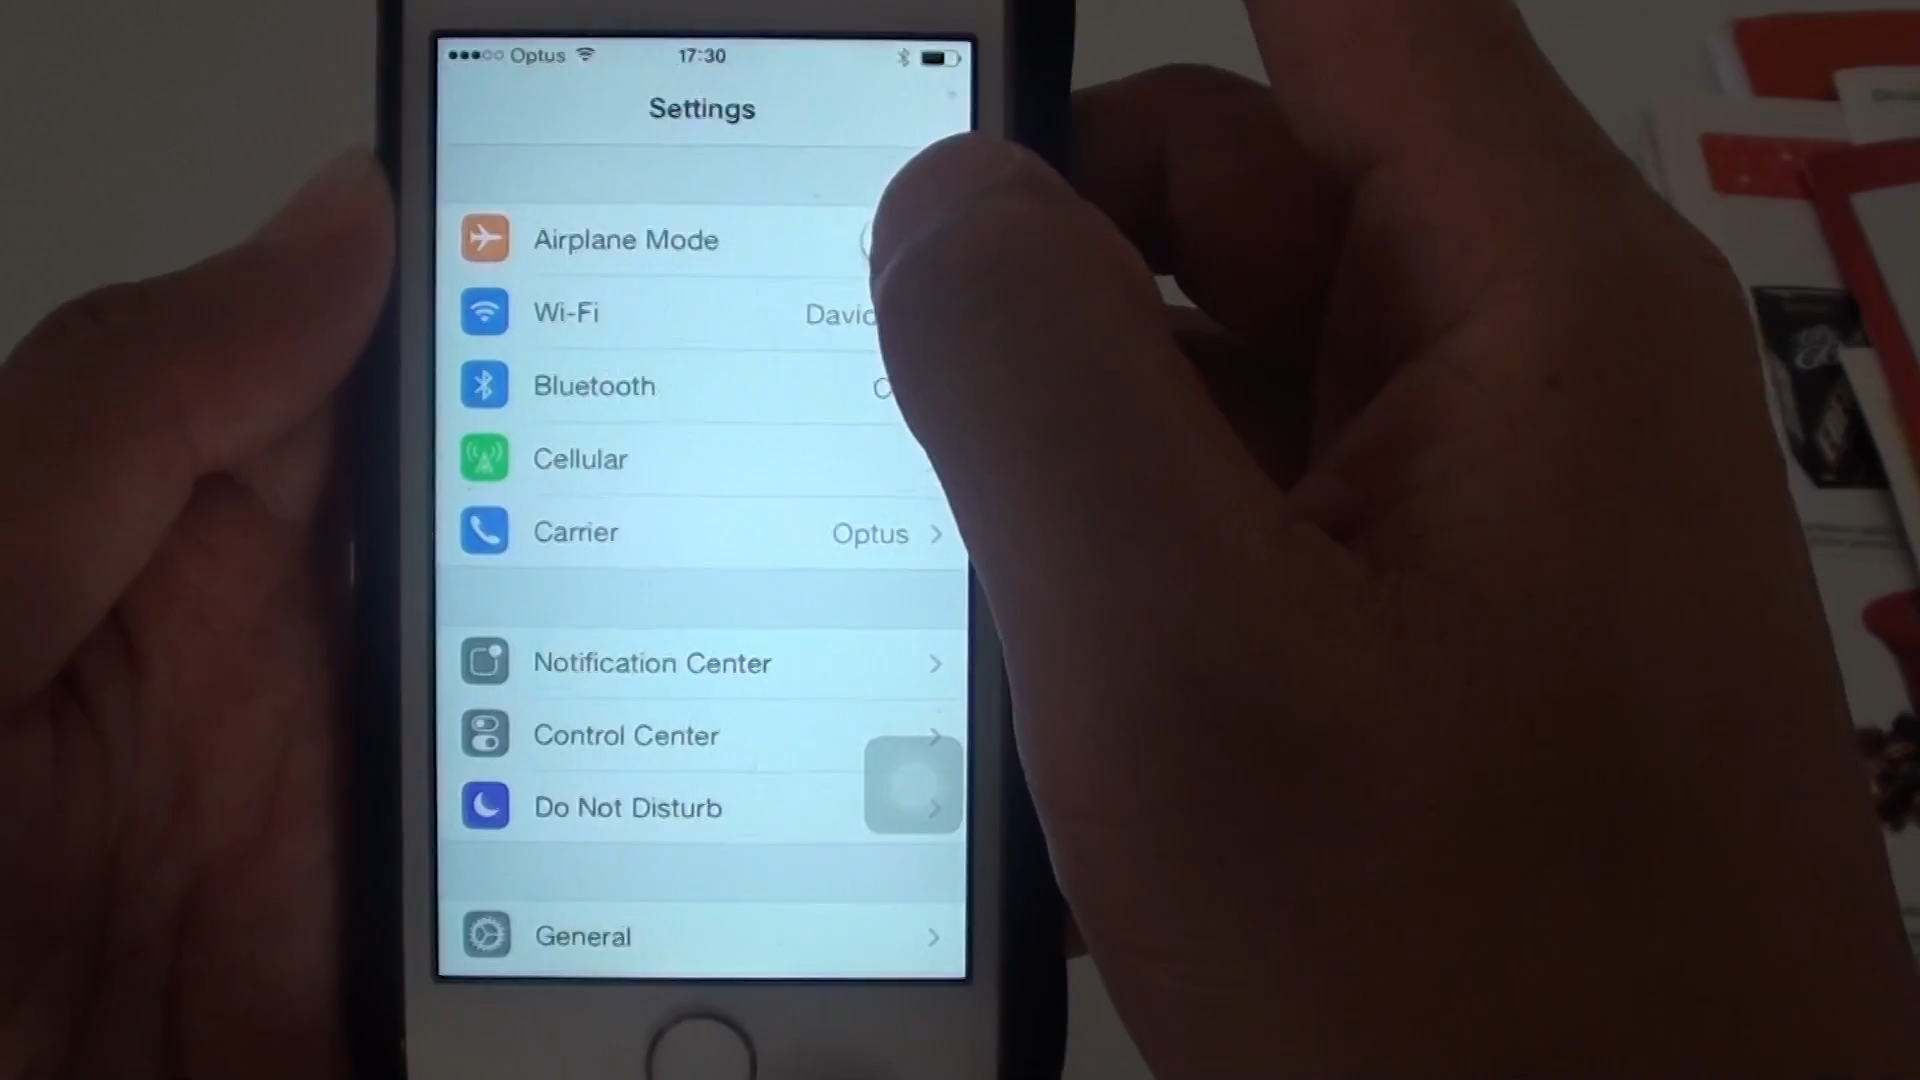 Optus 17:30
Settings
Airplane Mode
Wi-Fi David
Bluetooth
Cellular
Carrier Optus
Notification Center
Control Center
Do Not Disturb
General